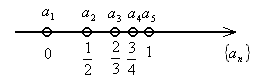 a₁ a₂ a₃ a₄ a₅
0 1/2 2/3 3/4 1 {aₙ}